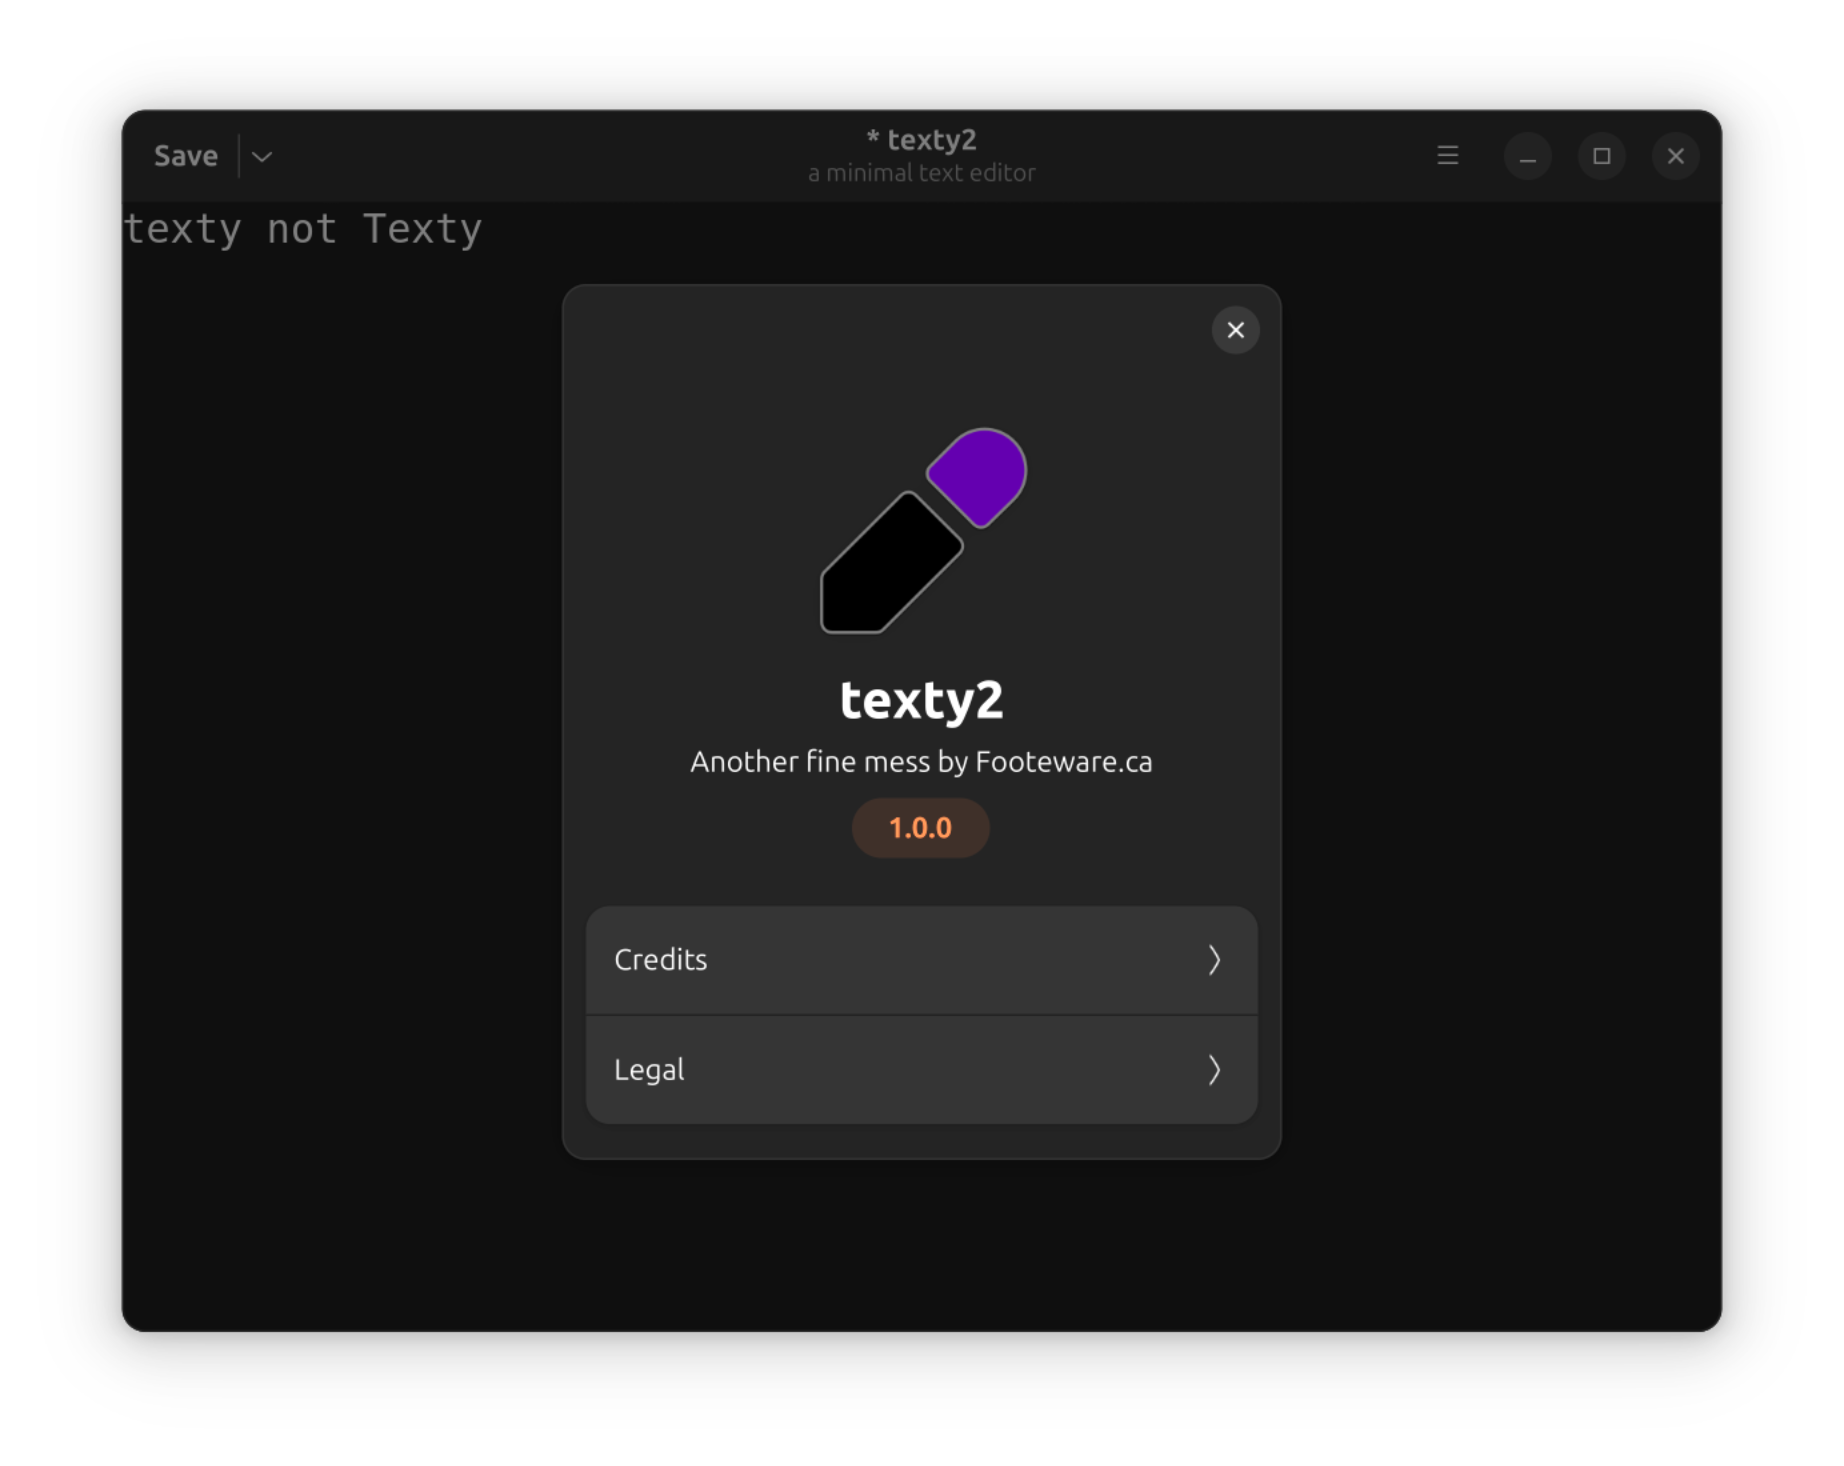 Save
* texty2
a minimal text editor
texty not Texty
texty2
Another fine mess by Footeware.ca
1.0.0
Credits
Legal